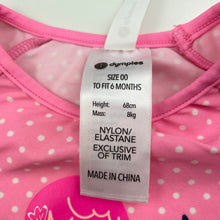 dymples
SIZE 00
TO FIT 6 MONTHS
Height: 68cm
Mass: 8kg
NYLON/
ELASTANE
EXCLUSIVE
OF TRIM
MADE IN CHINA